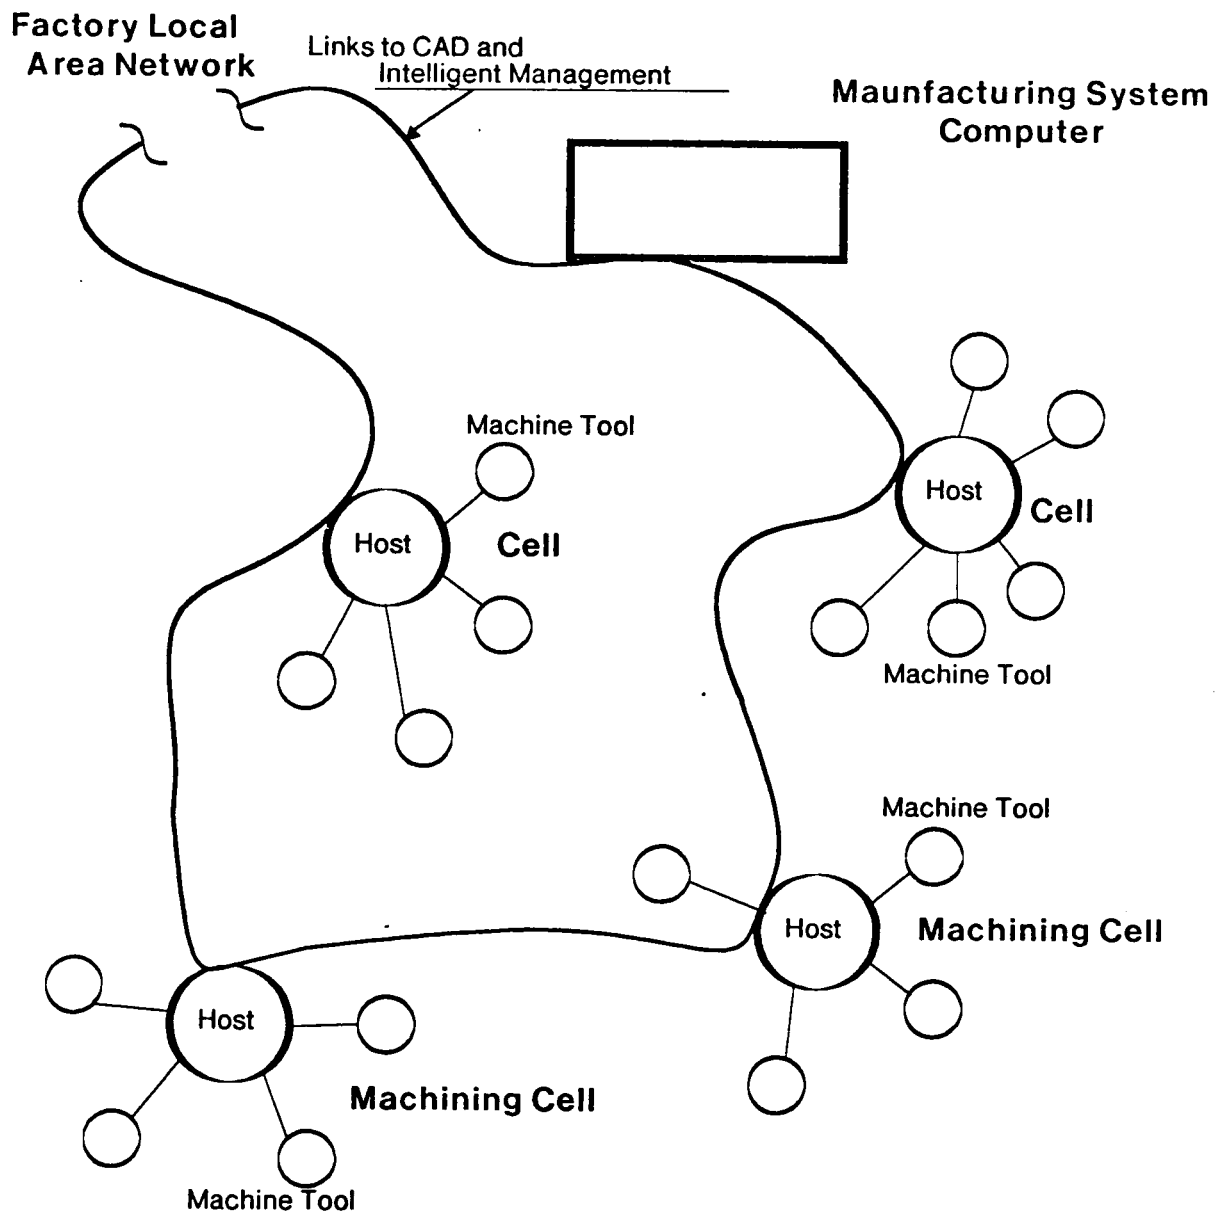 Factory Local
Area Network
Links to CAD and
Intelligent Management
Maunfacturing System
Computer
Machine Tool
Host
Cell
Host
Cell
Machine Tool
Machine Tool
Host
Machining Cell
Host
Machining Cell
Machine Tool